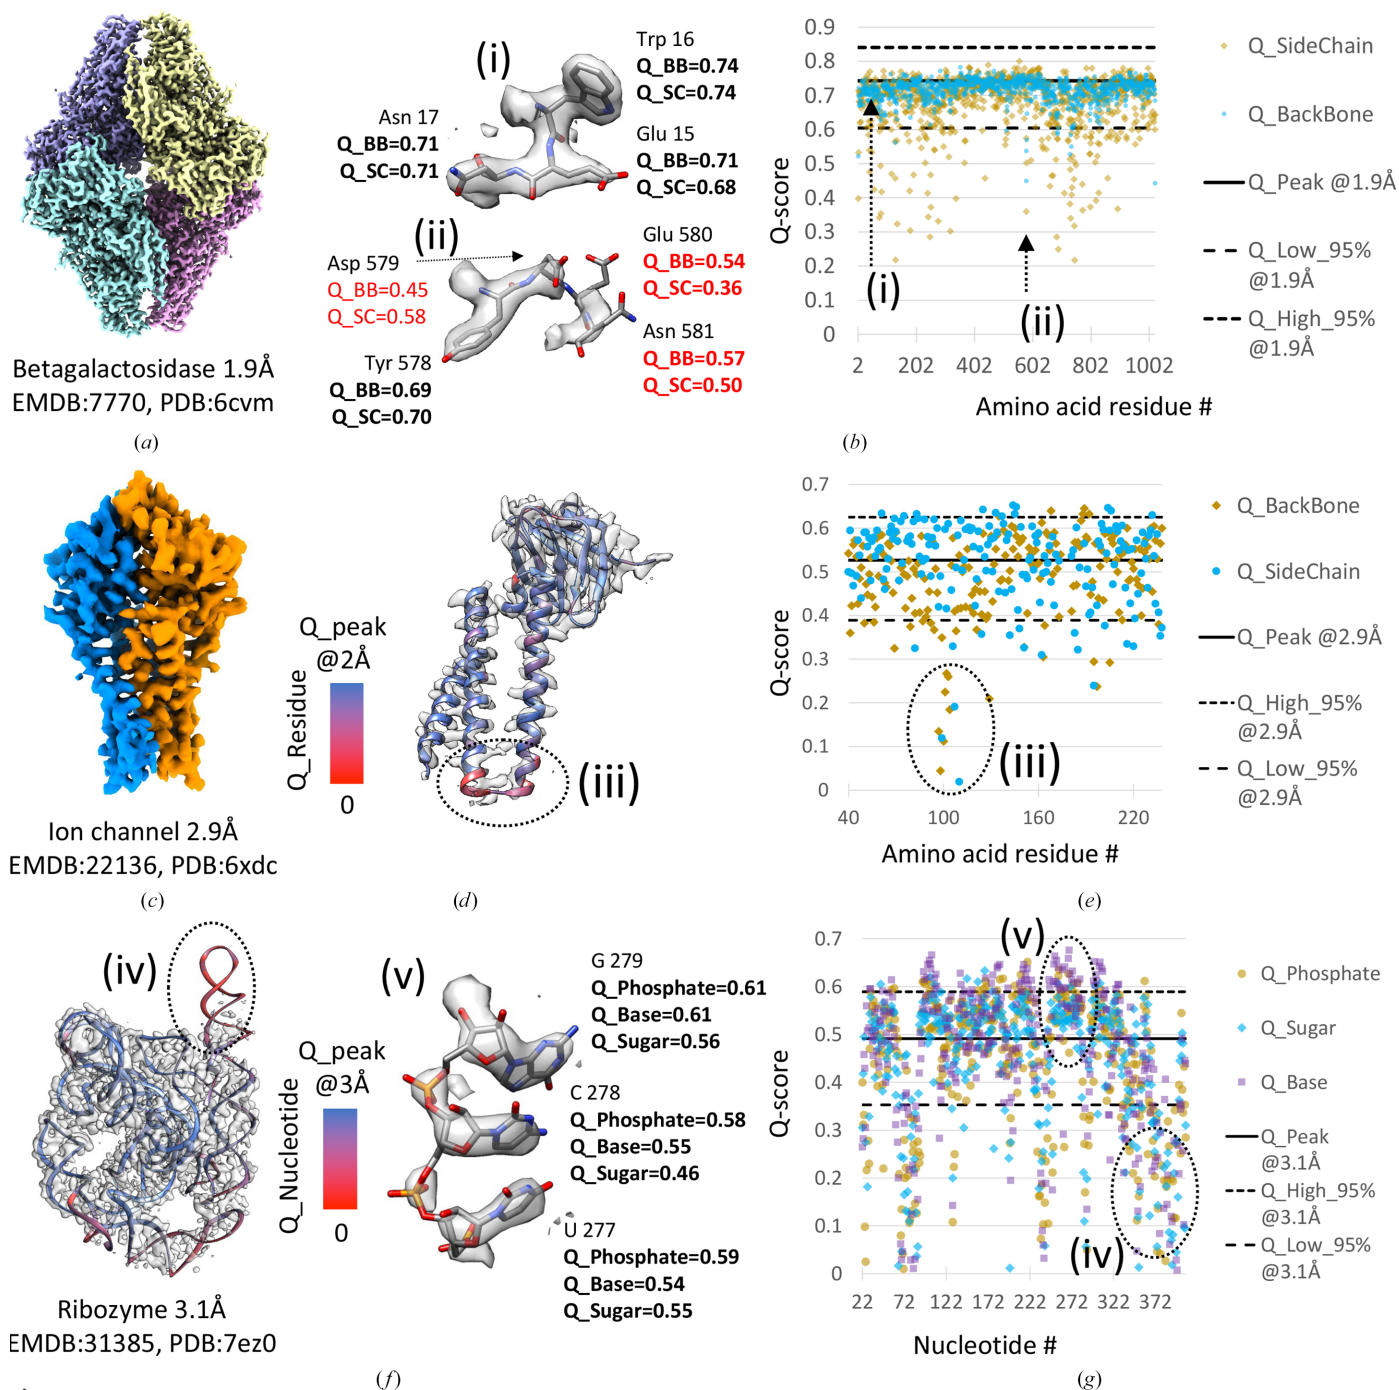 (i)
Trp 16
Q_BB=0.74
Q_SC=0.74
Asn 17
Q_BB=0.71
Q_SC=0.71
Glu 15
Q_BB=0.71
Q_SC=0.68
(ii)
Asp 579
Q_BB=0.45
Q_SC=0.58
Glu 580
Q_BB=0.54
Q_SC=0.36
Asn 581
Q_BB=0.57
Q_SC=0.50
Tyr 578
Q_BB=0.69
Q_SC=0.70
Betagalactosidase 1.9Å
EMDB:7770, PDB:6cvm
(a)
Q-score
0.9
0.8
0.7
0.6
0.5
0.4
0.3
0.2
0.1
0
2 202 402 602 802 1002
(i)
(ii)
Amino acid residue #
Q_SideChain
Q_BackBone
Q_Peak @1.9Å
Q_Low_95%
@1.9Å
Q_High_95%
@1.9Å
(b)
Ion channel 2.9Å
EMDB:22136, PDB:6xdc
(c)
Q_peak
@2Å
Q_Residue
0
(iii)
(d)
Q-score
0.7
0.6
0.5
0.4
0.3
0.2
0.1
0
40 100 160 220
(iii)
Amino acid residue #
Q_BackBone
Q_SideChain
Q_Peak @2.9Å
Q_High_95%
@2.9Å
Q_Low_95%
@2.9Å
(e)
(iv)
Ribozyme 3.1Å
EMDB:31385, PDB:7ez0
Q_peak
@3Å
Q_Nucleotide
0
(v)
G 279
Q_Phosphate=0.61
Q_Base=0.61
Q_Sugar=0.56
C 278
Q_Phosphate=0.58
Q_Base=0.55
Q_Sugar=0.46
U 277
Q_Phosphate=0.59
Q_Base=0.54
Q_Sugar=0.55
(f)
Q-score
0.7
0.6
0.5
0.4
0.3
0.2
0.1
0
22 72 122 172 222 272 322 372
(v)
(iv)
Nucleotide #
Q_Phosphate
Q_Sugar
Q_Base
Q_Peak
@3.1Å
Q_High_95%
@3.1Å
Q_Low_95%
@3.1Å
(g)